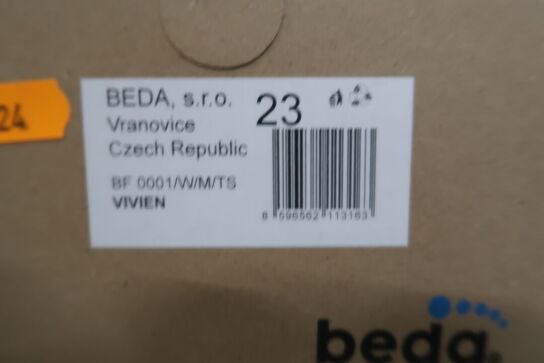 24
BEDA, s.r.o.
Vranovice
Czech Republic
23
BF 0001/W/M/TS
VIVIEN
8 596562 113163
beda